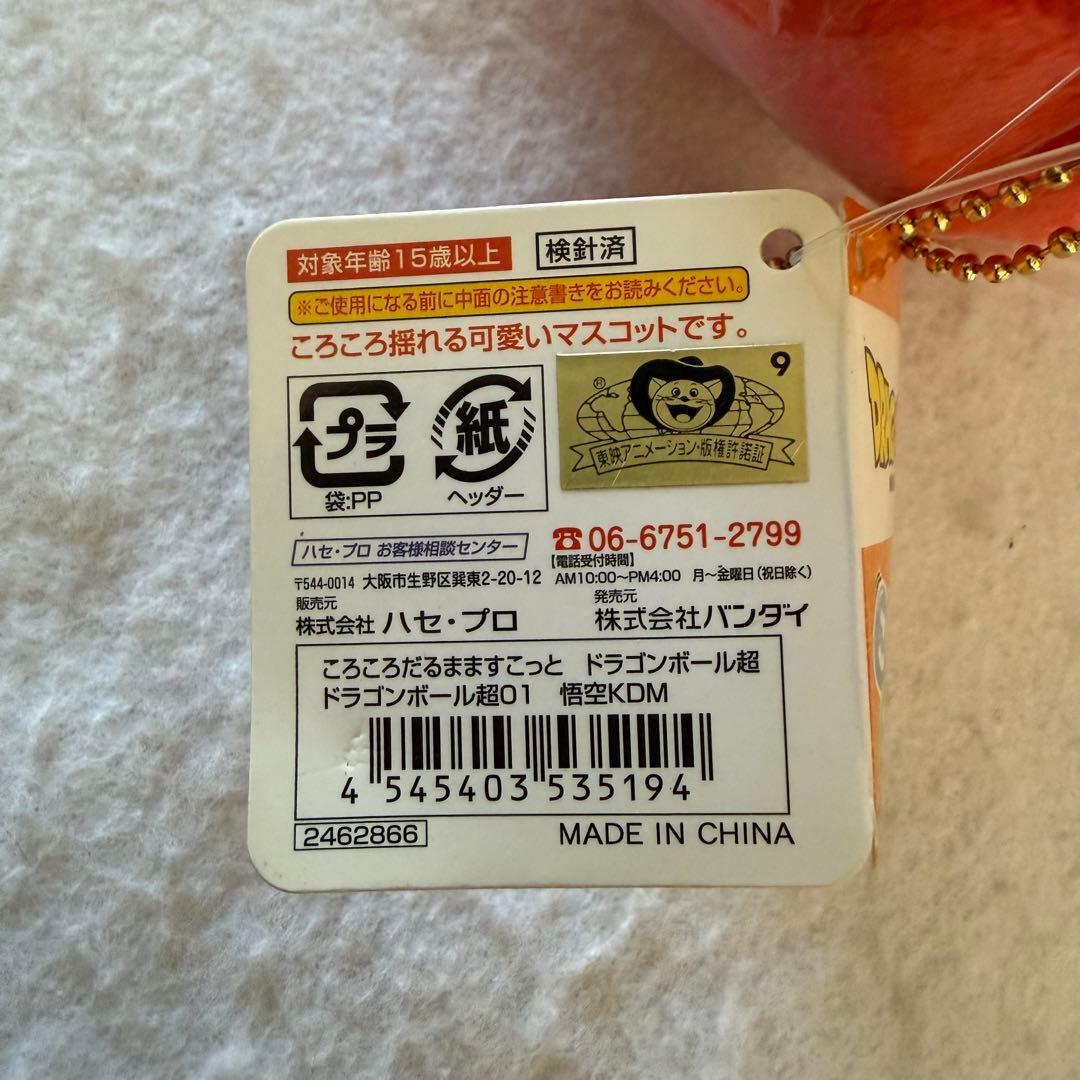 対象年齢15歳以上 検針済
※ご使用になる前に中面の注意書きをお読みください。
ころころ揺れる可愛いマスコットです。
プラ
袋:PP
紙
ヘッダー
® 9
東映アニメーション・版権許諾証
ハセ・プロ お客様相談センター
☎06-6751-2799
【電話受付時間】
〒544-0014 大阪市生野区巽東2-20-12
AM10:00〜PM4:00 月〜金曜日(祝日除く)
販売元
株式会社 ハセ・プロ
発売元
株式会社バンダイ
ころころだるまますこっと ドラゴンボール超
ドラゴンボール超01 悟空KDM
4 545403 535194
2462866
MADE IN CHINA